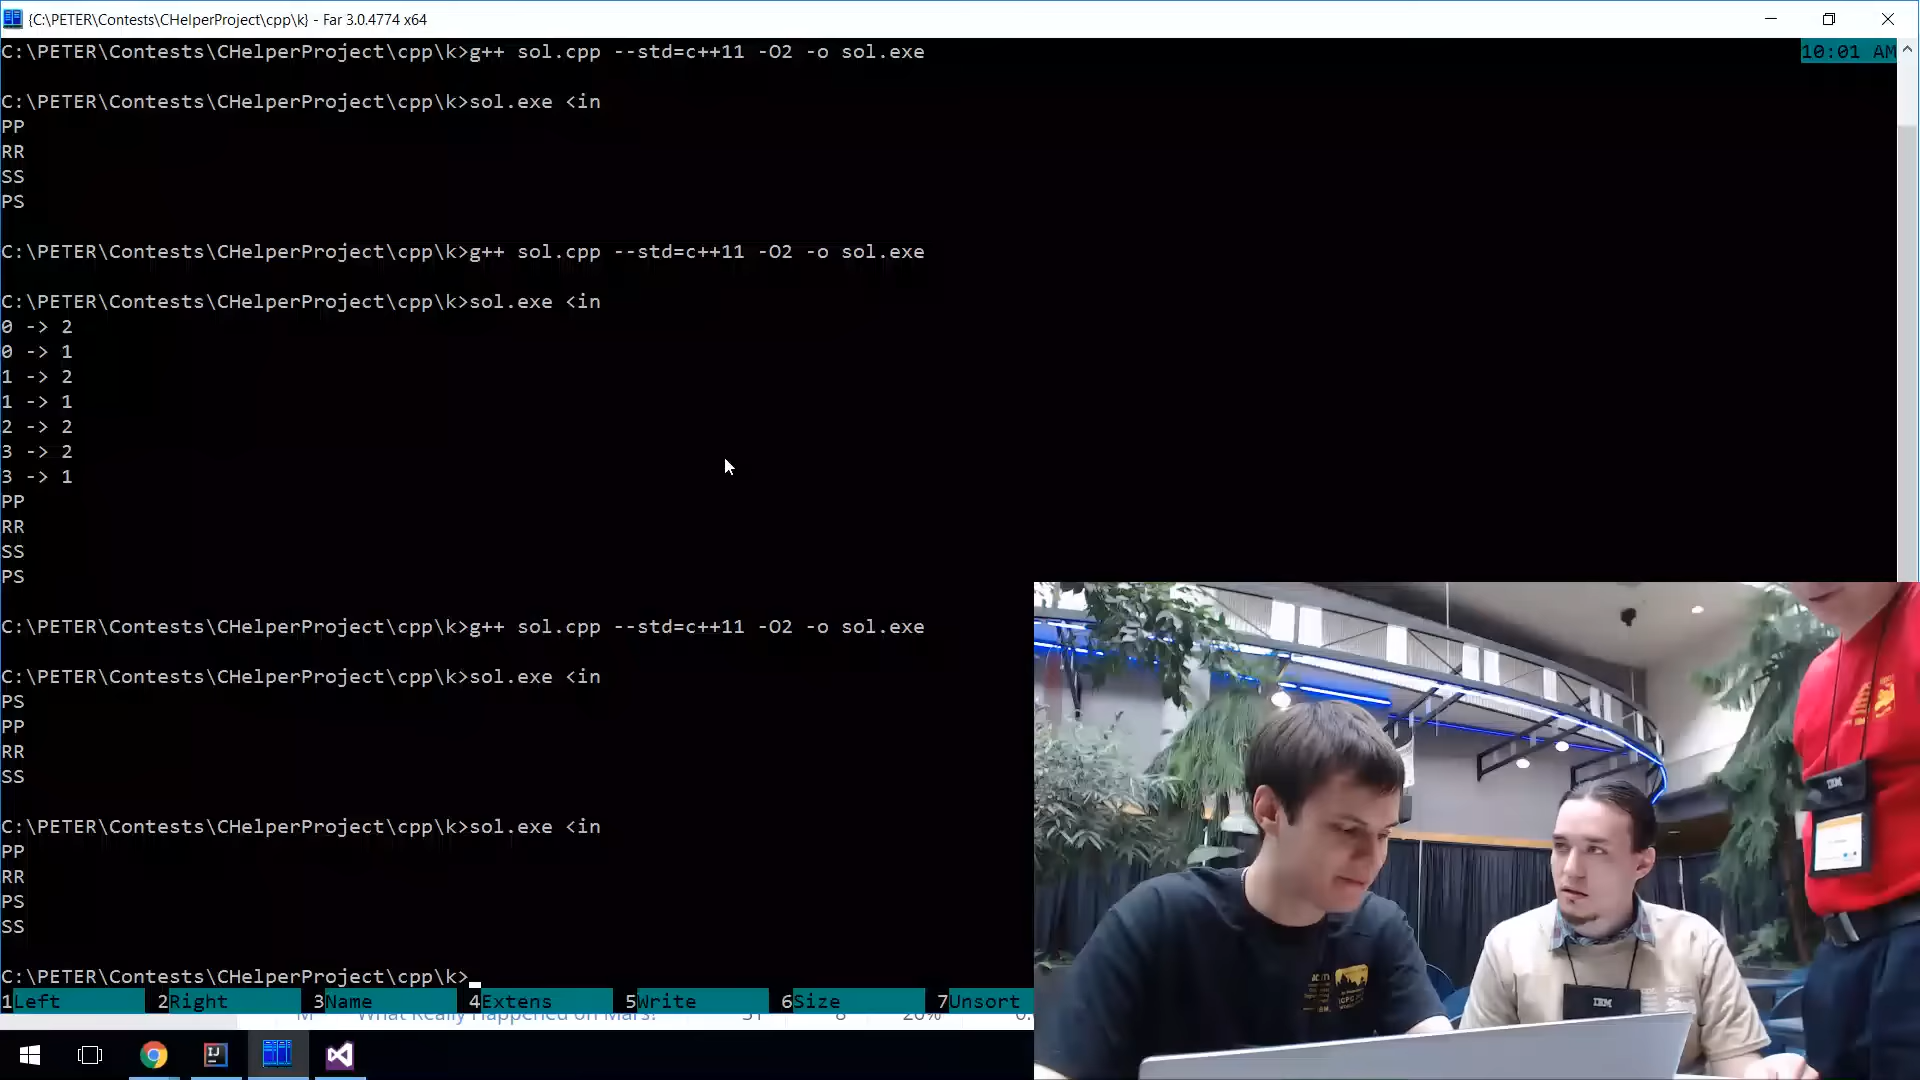 {C:\PETER\Contests\CHelperProject\cpp\k} - Far 3.0.4774 x64
C:\PETER\Contests\CHelperProject\cpp\k>g++ sol.cpp --std=c++11 -O2 -o sol.exe
10:01 AM
C:\PETER\Contests\CHelperProject\cpp\k>sol.exe <in
PP
RR
SS
PS
C:\PETER\Contests\CHelperProject\cpp\k>g++ sol.cpp --std=c++11 -O2 -o sol.exe
C:\PETER\Contests\CHelperProject\cpp\k>sol.exe <in
0 -> 2
0 -> 1
1 -> 2
1 -> 1
2 -> 2
3 -> 2
3 -> 1
PP
RR
SS
PS
C:\PETER\Contests\CHelperProject\cpp\k>g++ sol.cpp --std=c++11 -O2 -o sol.exe
C:\PETER\Contests\CHelperProject\cpp\k>sol.exe <in
PS
PP
RR
SS
C:\PETER\Contests\CHelperProject\cpp\k>sol.exe <in
PP
RR
PS
SS
C:\PETER\Contests\CHelperProject\cpp\k>
1Left 2Right 3Name 4Extens 5Write 6Size 7Unsort
What Really Happened on Mars?
IJ
IBM
IBM